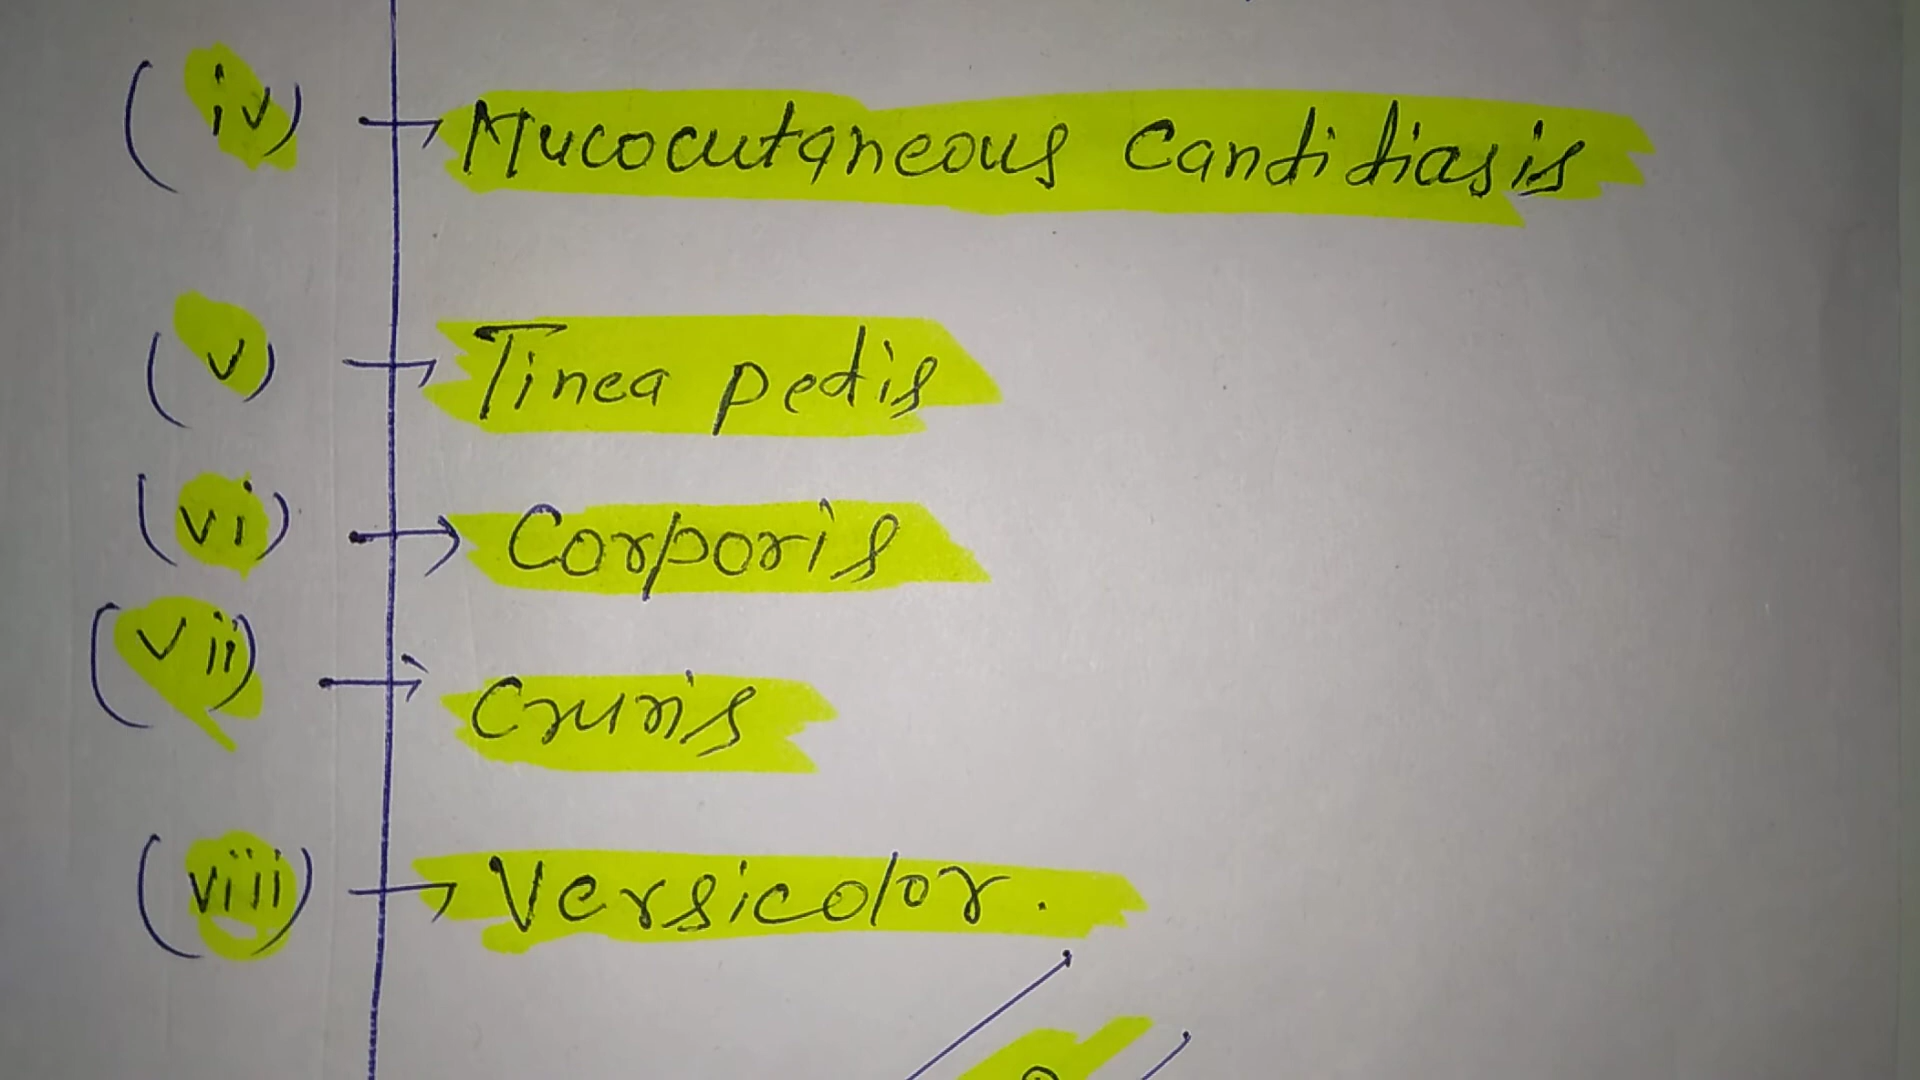 (iv) → Mucocutaneous Candidiasis
(v) → Tinea pedis
(vi) → Corporis
(vii) → Cruris
(viii) → Versicolor.